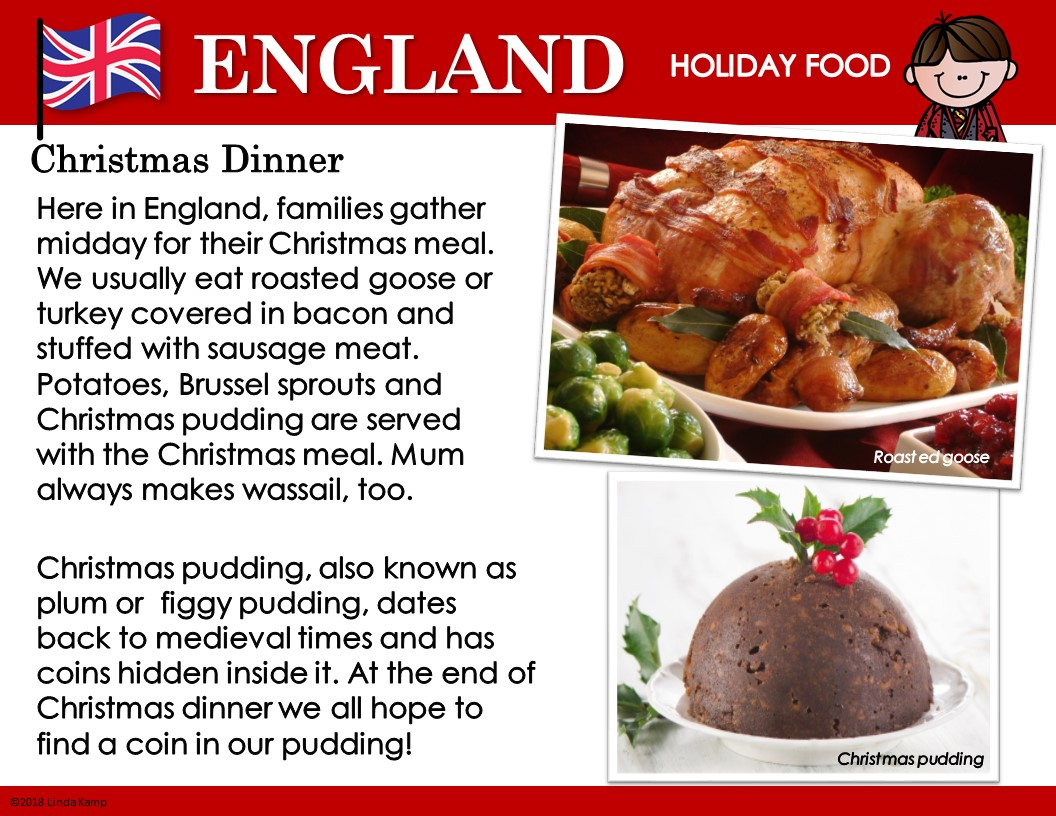 ENGLAND
HOLIDAY FOOD
Christmas Dinner
Here in England, families gather
midday for their Christmas meal.
We usually eat roasted goose or
turkey covered in bacon and
stuffed with sausage meat.
Potatoes, Brussel sprouts and
Christmas pudding are served
with the Christmas meal. Mum
always makes wassail, too.
Christmas pudding, also known as
plum or figgy pudding, dates
back to medieval times and has
coins hidden inside it. At the end of
Christmas dinner we all hope to
find a coin in our pudding!
Roasted goose
Christmas pudding
©2018 Linda Kamp